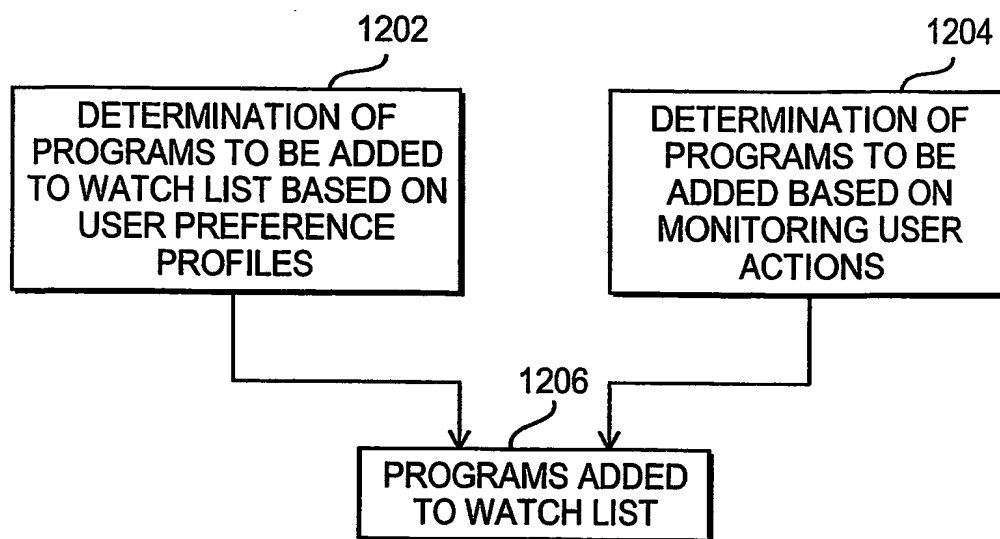 1202
DETERMINATION OF
PROGRAMS TO BE ADDED
TO WATCH LIST BASED ON
USER PREFERENCE
PROFILES
1204
DETERMINATION OF
PROGRAMS TO BE
ADDED BASED ON
MONITORING USER
ACTIONS
1206
PROGRAMS ADDED
TO WATCH LIST